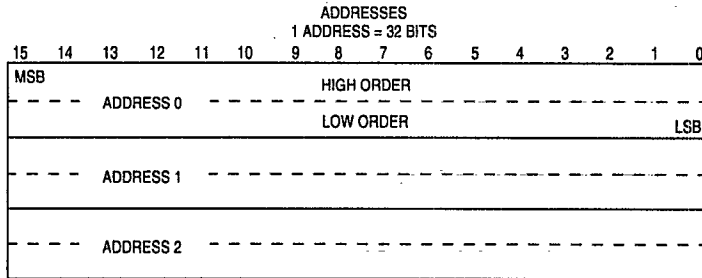 ADDRESSES
1 ADDRESS = 32 BITS
15 14 13 12 11 10 9 8 7 6 5 4 3 2 1 0
MSB HIGH ORDER
ADDRESS 0
LOW ORDER LSB
ADDRESS 1
ADDRESS 2